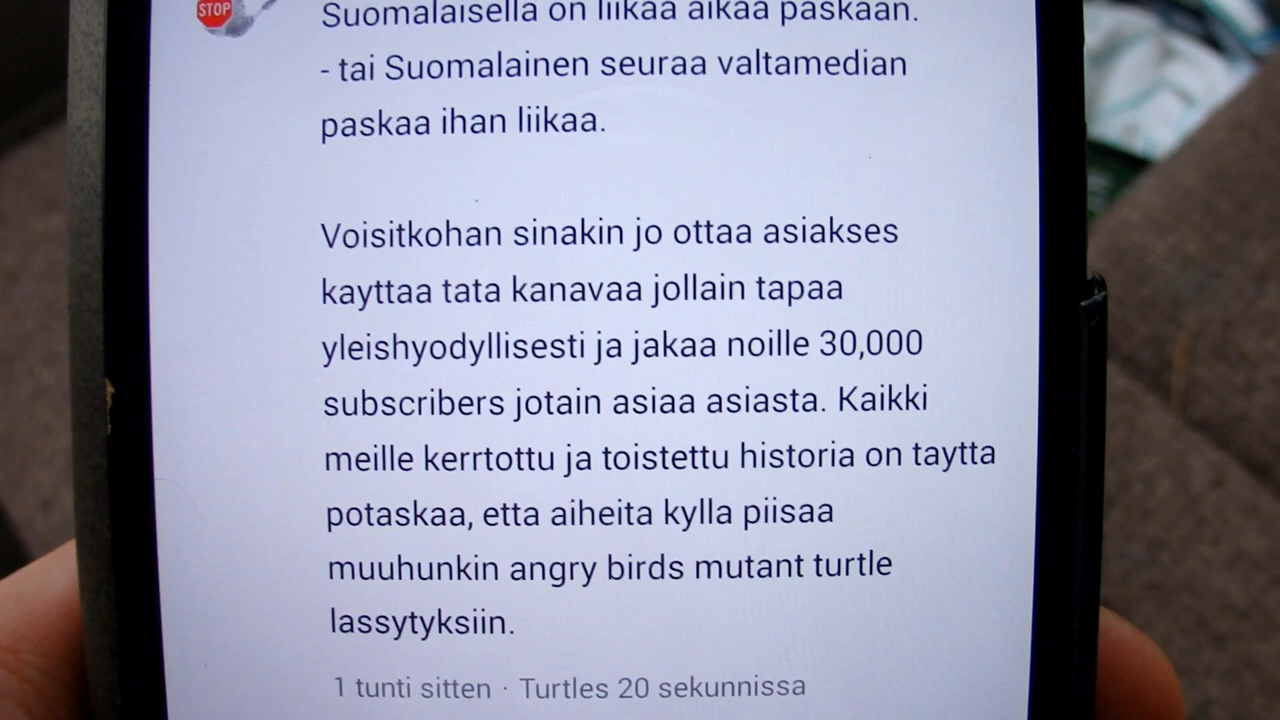 STOP
Suomalaisella on liikaa aikaa paskaan.
- tai Suomalainen seuraa valtamedian
paskaa ihan liikaa.
Voisitkohan sinakin jo ottaa asiakses
kayttaa tata kanavaa jollain tapaa
yleishyodyllisesti ja jakaa noille 30,000
subscribers jotain asiaa asiasta. Kaikki
meille kerrtottu ja toistettu historia on taytta
potaskaa, etta aiheita kylla piisaa
muuhunkin angry birds mutant turtle
lassytyksiin.
1 tunti sitten · Turtles 20 sekunnissa